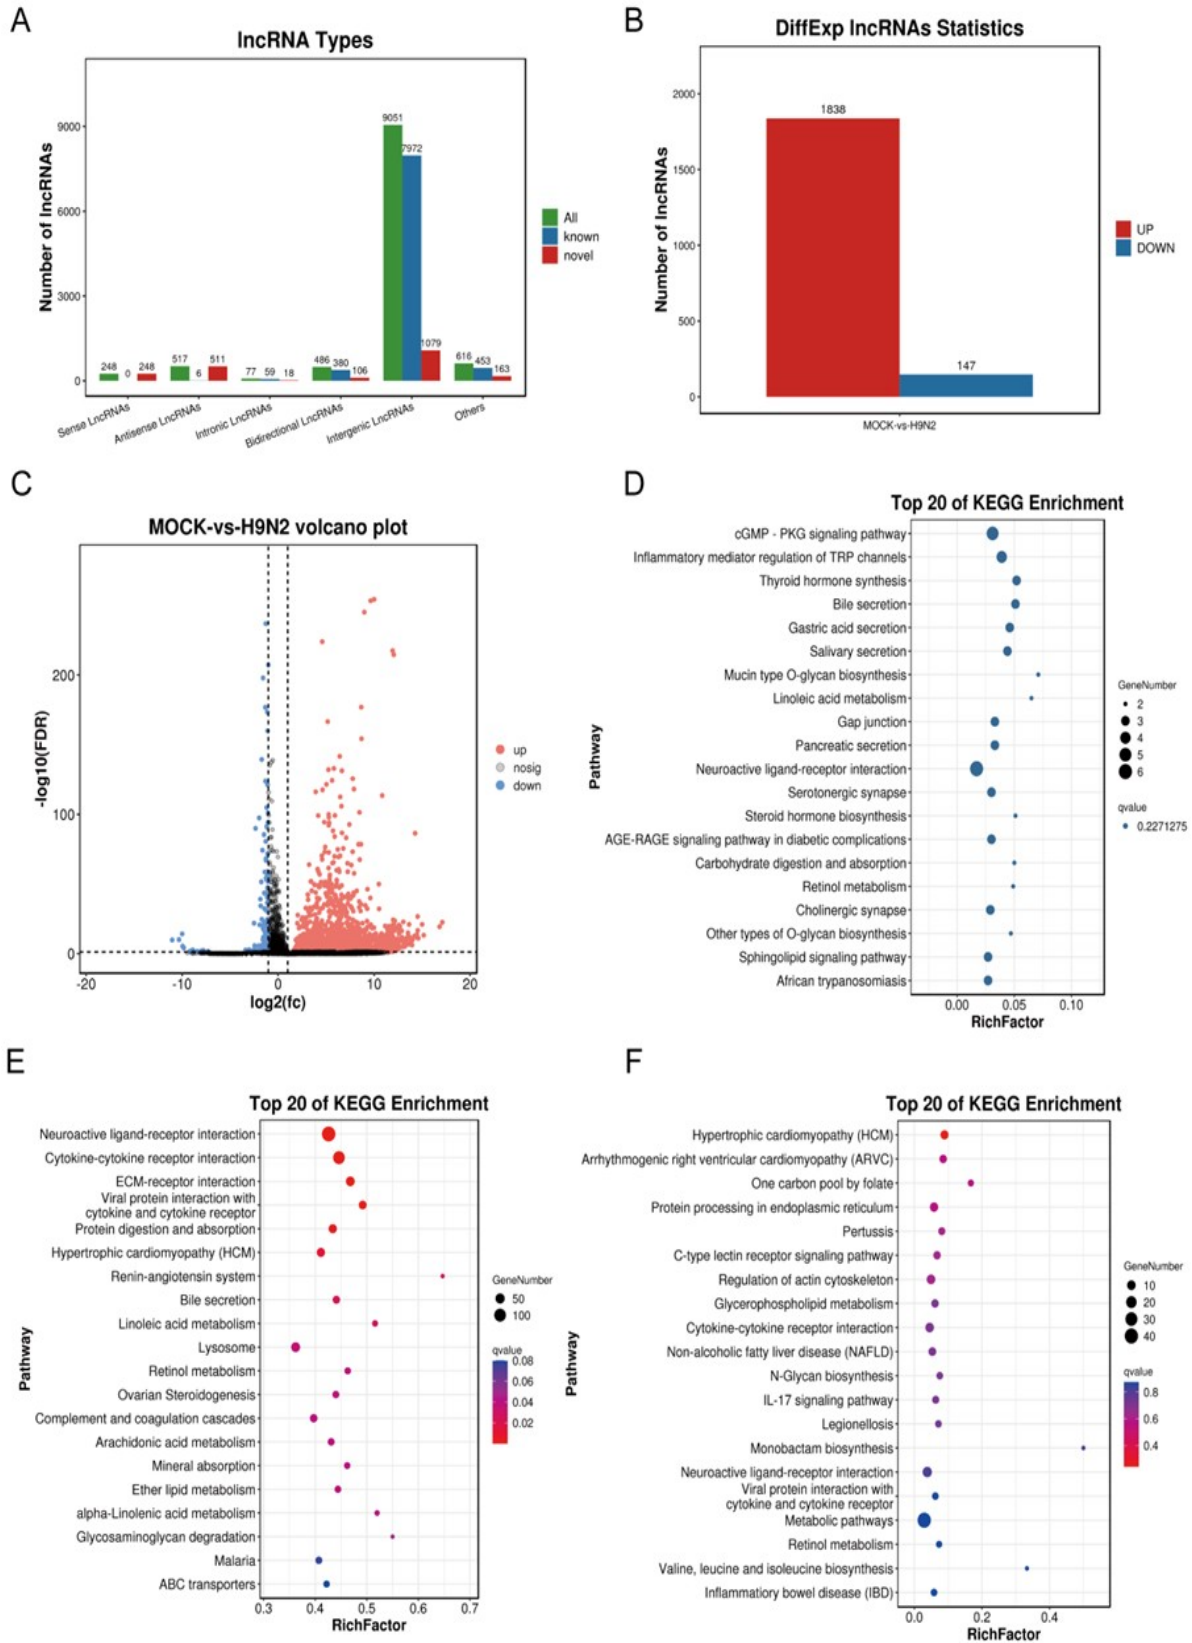 A
lncRNA Types
Number of lncRNAs
9000
6000
3000
0
248 0 248
517 6 511
77 59 18
486 380 106
9051 7972 1079
616 453 163
Sense LncRNAs
Antisense LncRNAs
Intronic LncRNAs
Bidirectional LncRNAs
Intergenic LncRNAs
Others
All
known
novel
B
DiffExp lncRNAs Statistics
Number of lncRNAs
2000
1500
1000
500
0
1838
147
MOCK-vs-H9N2
UP
DOWN
C
MOCK-vs-H9N2 volcano plot
-log10(FDR)
200
100
0
-20 -10 0 10 20
log2(fc)
up
nosig
down
D
Top 20 of KEGG Enrichment
Pathway
cGMP - PKG signaling pathway
Inflammatory mediator regulation of TRP channels
Thyroid hormone synthesis
Bile secretion
Gastric acid secretion
Salivary secretion
Mucin type O-glycan biosynthesis
Linoleic acid metabolism
Gap junction
Pancreatic secretion
Neuroactive ligand-receptor interaction
Serotonergic synapse
Steroid hormone biosynthesis
AGE-RAGE signaling pathway in diabetic complications
Carbohydrate digestion and absorption
Retinol metabolism
Cholinergic synapse
Other types of O-glycan biosynthesis
Sphingolipid signaling pathway
African trypanosomiasis
0.00 0.05 0.10
RichFactor
GeneNumber
2
3
4
5
6
qvalue
0.2271275
E
Top 20 of KEGG Enrichment
Pathway
Neuroactive ligand-receptor interaction
Cytokine-cytokine receptor interaction
ECM-receptor interaction
Viral protein interaction with
cytokine and cytokine receptor
Protein digestion and absorption
Hypertrophic cardiomyopathy (HCM)
Renin-angiotensin system
Bile secretion
Linoleic acid metabolism
Lysosome
Retinol metabolism
Ovarian Steroidogenesis
Complement and coagulation cascades
Arachidonic acid metabolism
Mineral absorption
Ether lipid metabolism
alpha-Linolenic acid metabolism
Glycosaminoglycan degradation
Malaria
ABC transporters
0.3 0.4 0.5 0.6 0.7
RichFactor
GeneNumber
50
100
qvalue
0.08
0.06
0.04
0.02
F
Top 20 of KEGG Enrichment
Pathway
Hypertrophic cardiomyopathy (HCM)
Arrhythmogenic right ventricular cardiomyopathy (ARVC)
One carbon pool by folate
Protein processing in endoplasmic reticulum
Pertussis
C-type lectin receptor signaling pathway
Regulation of actin cytoskeleton
Glycerophospholipid metabolism
Cytokine-cytokine receptor interaction
Non-alcoholic fatty liver disease (NAFLD)
N-Glycan biosynthesis
IL-17 signaling pathway
Legionellosis
Monobactam biosynthesis
Neuroactive ligand-receptor interaction
Viral protein interaction with
cytokine and cytokine receptor
Metabolic pathways
Retinol metabolism
Valine, leucine and isoleucine biosynthesis
Inflammatory bowel disease (IBD)
0.0 0.2 0.4
RichFactor
GeneNumber
10
20
30
40
qvalue
0.8
0.6
0.4